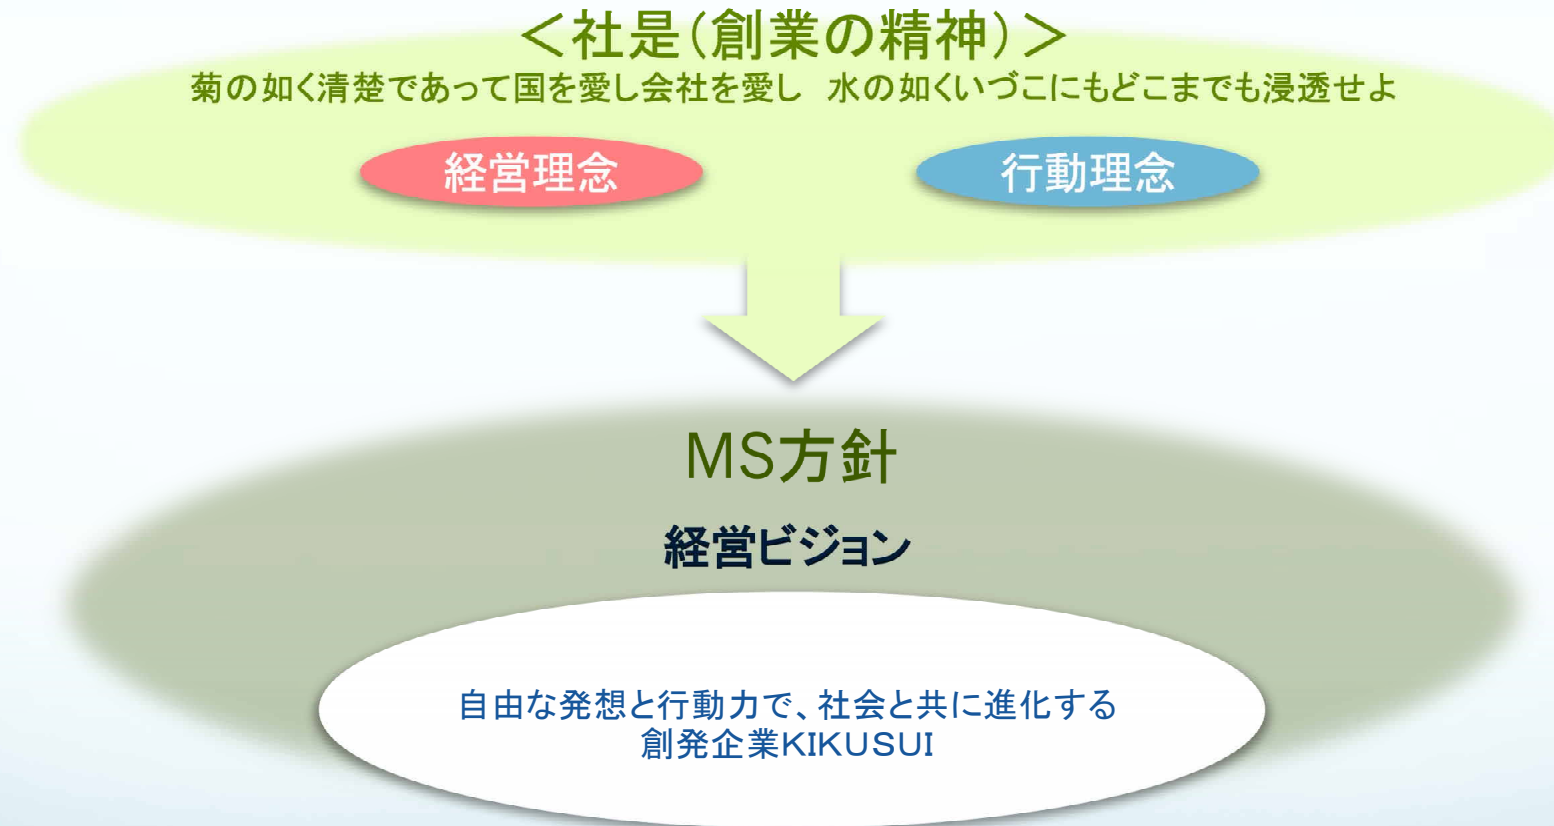 ＜社是（創業の精神）＞
菊の如く清楚であって国を愛し会社を愛し　水の如くいづこにもどこまでも浸透せよ
経営理念
行動理念
MS方針
経営ビジョン
自由な発想と行動力で、社会と共に進化する
創発企業KIKUSUI